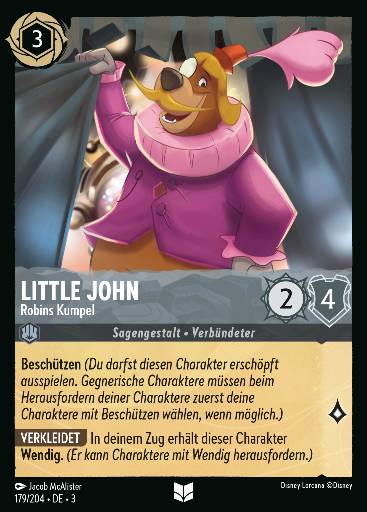 3
LITTLE JOHN
Robins Kumpel
2
4
Sagengestalt • Verbündeter
Beschützen (Du darfst diesen Charakter erschöpft
ausspielen. Gegnerische Charaktere müssen beim
Herausfordern deiner Charaktere zuerst deine
Charaktere mit Beschützen wählen, wenn möglich.)
VERKLEIDET In deinem Zug erhält dieser Charakter
Wendig. (Er kann Charaktere mit Wendig herausfordern.)
Jacob McAlister
179/204 • DE • 3
Disney Lorcana ©Disney